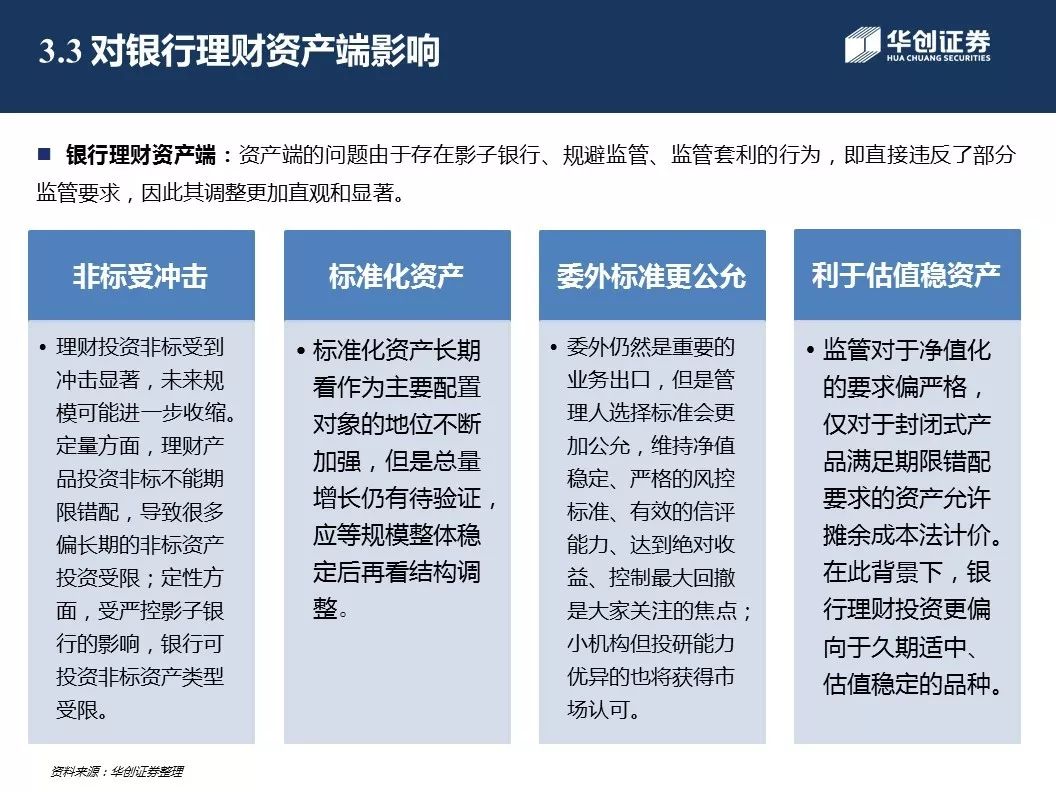 3.3 对银行理财资产端影响
华创证券
HUA CHUANG SECURITIES
■ 银行理财资产端：资产端的问题由于存在影子银行、规避监管、监管套利的行为，即直接违反了部分
监管要求，因此其调整更加直观和显著。
非标受冲击
• 理财投资非标受到
冲击显著，未来规
模可能进一步收缩。
定量方面，理财产
品投资非标不能期
限错配，导致很多
偏长期的非标资产
投资受限；定性方
面，受严控影子银
行的影响，银行可
投资非标资产类型
受限。
标准化资产
• 标准化资产长期
看作为主要配置
对象的地位不断
加强，但是总量
增长仍有待验证，
应等规模整体稳
定后再看结构调
整。
委外标准更公允
• 委外仍然是重要的
业务出口，但是管
理人选择标准会更
加公允，维持净值
稳定、严格的风控
标准、有效的信评
能力、达到绝对收
益、控制最大回撤
是大家关注的焦点；
小机构但投研能力
优异的也将获得市
场认可。
利于估值稳资产
• 监管对于净值化
的要求偏严格，
仅对于封闭式产
品满足期限错配
要求的资产允许
摊余成本法计价。
在此背景下，银
行理财投资更偏
向于久期适中、
估值稳定的品种。
资料来源：华创证券整理